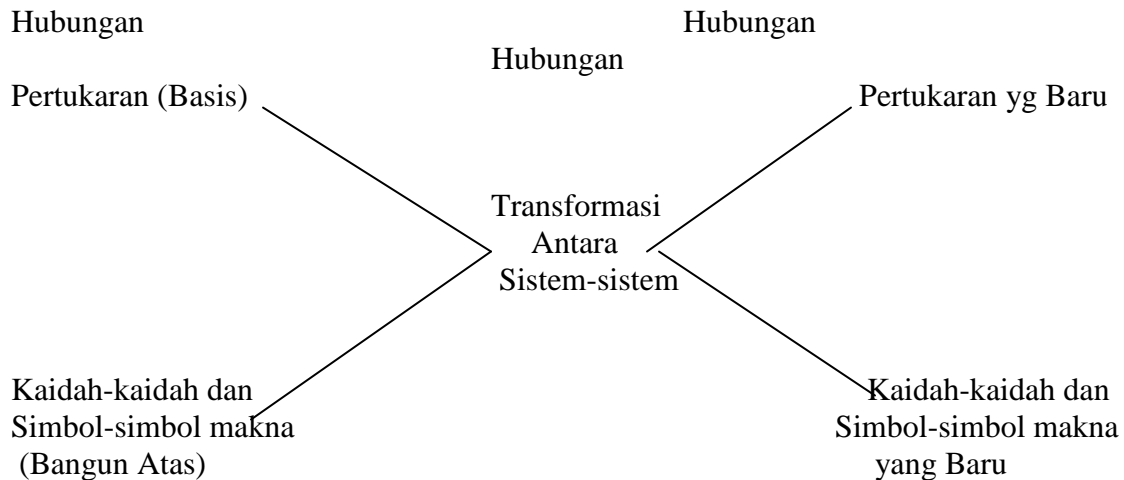 Hubungan
Hubungan
Hubungan
Pertukaran (Basis)
Pertukaran yg Baru
Transformasi
Antara
Sistem-sistem
Kaidah-kaidah dan
Simbol-simbol makna
(Bangun Atas)
Kaidah-kaidah dan
Simbol-simbol makna
yang Baru